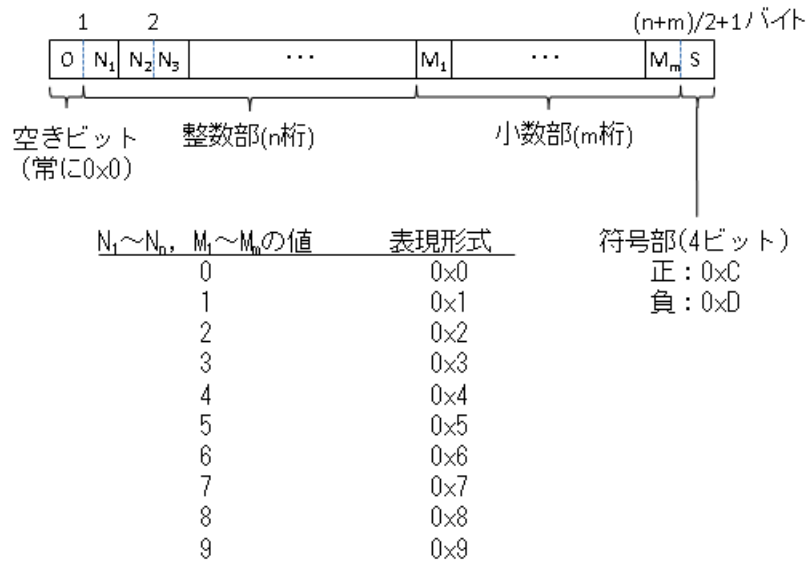 1 2 (n+m)/2+1バイト
0 N₁ N₂ N₃ ... M₁ ... Mₘ S
空きビット 整数部(n桁) 小数部(m桁)
(常に0x0)
N₁～Nₙ, M₁～Mₘの値 表現形式 符号部(4ビット)
0 0x0 正：0xC
1 0x1 負：0xD
2 0x2
3 0x3
4 0x4
5 0x5
6 0x6
7 0x7
8 0x8
9 0x9